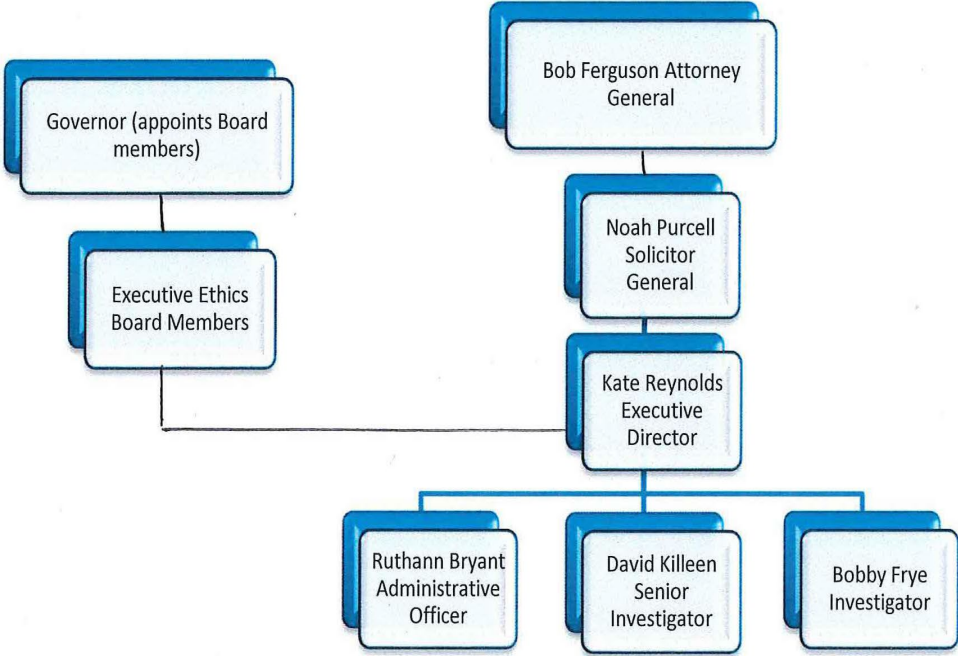 Bob Ferguson Attorney
General
Governor (appoints Board
members)
Noah Purcell
Solicitor
General
Executive Ethics
Board Members
Kate Reynolds
Executive
Director
Ruthann Bryant
Administrative
Officer
David Killeen
Senior
Investigator
Bobby Frye
Investigator